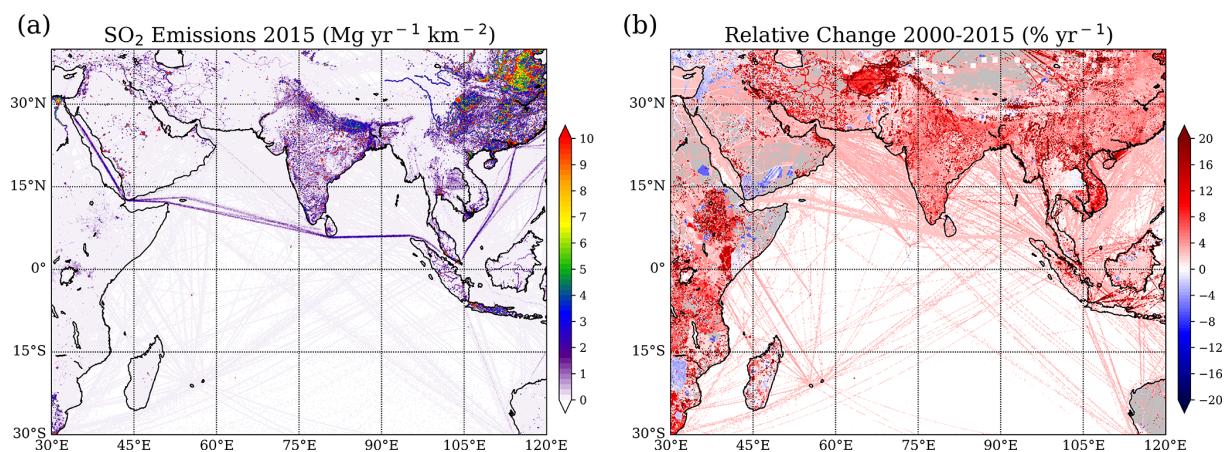 (a)
SO₂ Emissions 2015 (Mg yr⁻¹ km⁻²)
30°N
15°N
0°
15°S
30°S
30°E 45°E 60°E 75°E 90°E 105°E 120°E
10
9
8
7
6
5
4
3
2
1
0
(b)
Relative Change 2000-2015 (% yr⁻¹)
30°N
15°N
0°
15°S
30°S
30°E 45°E 60°E 75°E 90°E 105°E 120°E
20
16
12
8
4
0
−4
−8
−12
−16
−20